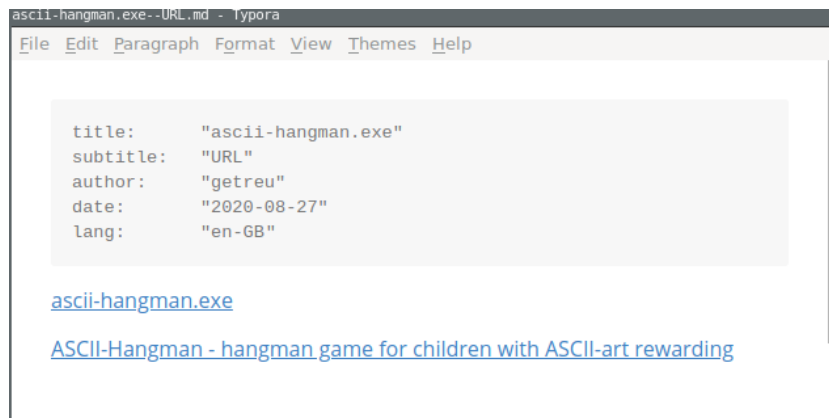 ascii-hangman.exe--URL.md - Typora
File Edit Paragraph Format View Themes Help
title: "ascii-hangman.exe"
subtitle: "URL"
author: "getreu"
date: "2020-08-27"
lang: "en-GB"
ascii-hangman.exe
ASCII-Hangman - hangman game for children with ASCII-art rewarding